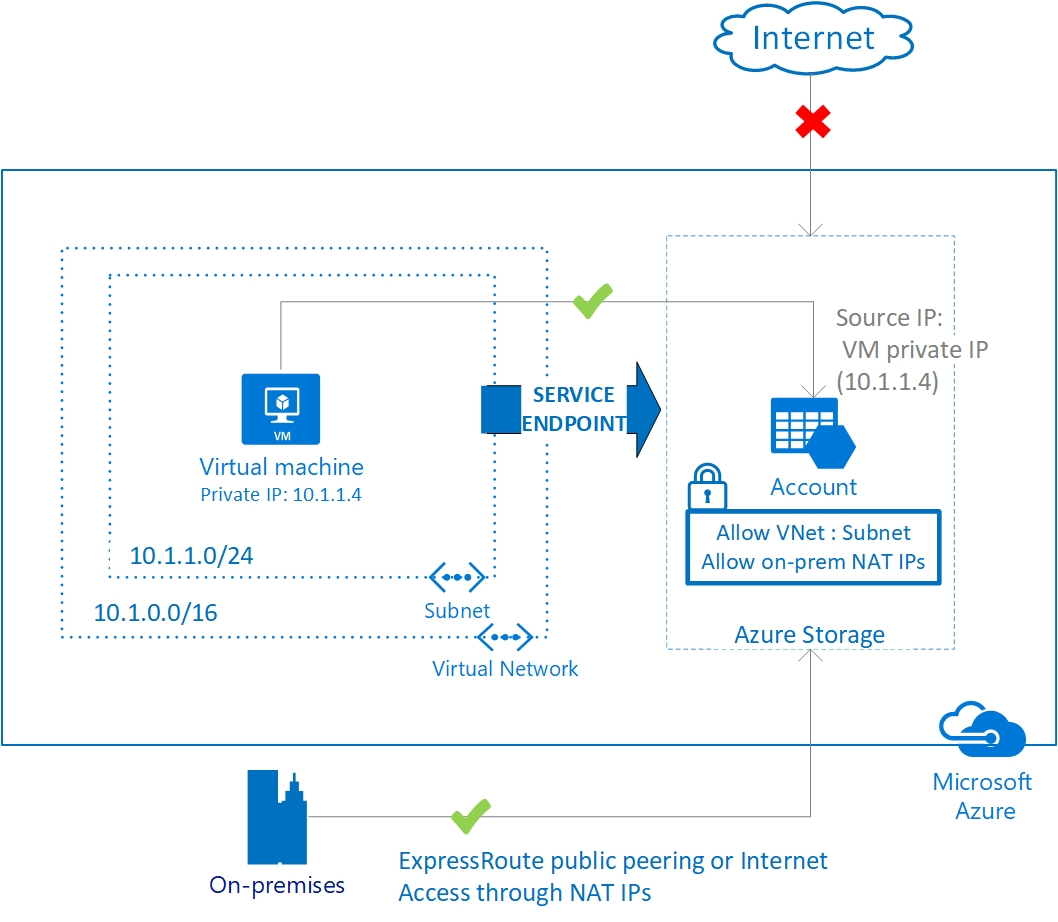 Internet
Source IP:
VM private IP
(10.1.1.4)
SERVICE
ENDPOINT
VM
Virtual machine
Private IP: 10.1.1.4
Account
Allow VNet : Subnet
Allow on-prem NAT IPs
10.1.1.0/24
Subnet
10.1.0.0/16
Azure Storage
Virtual Network
Microsoft
Azure
On-premises
ExpressRoute public peering or Internet
Access through NAT IPs